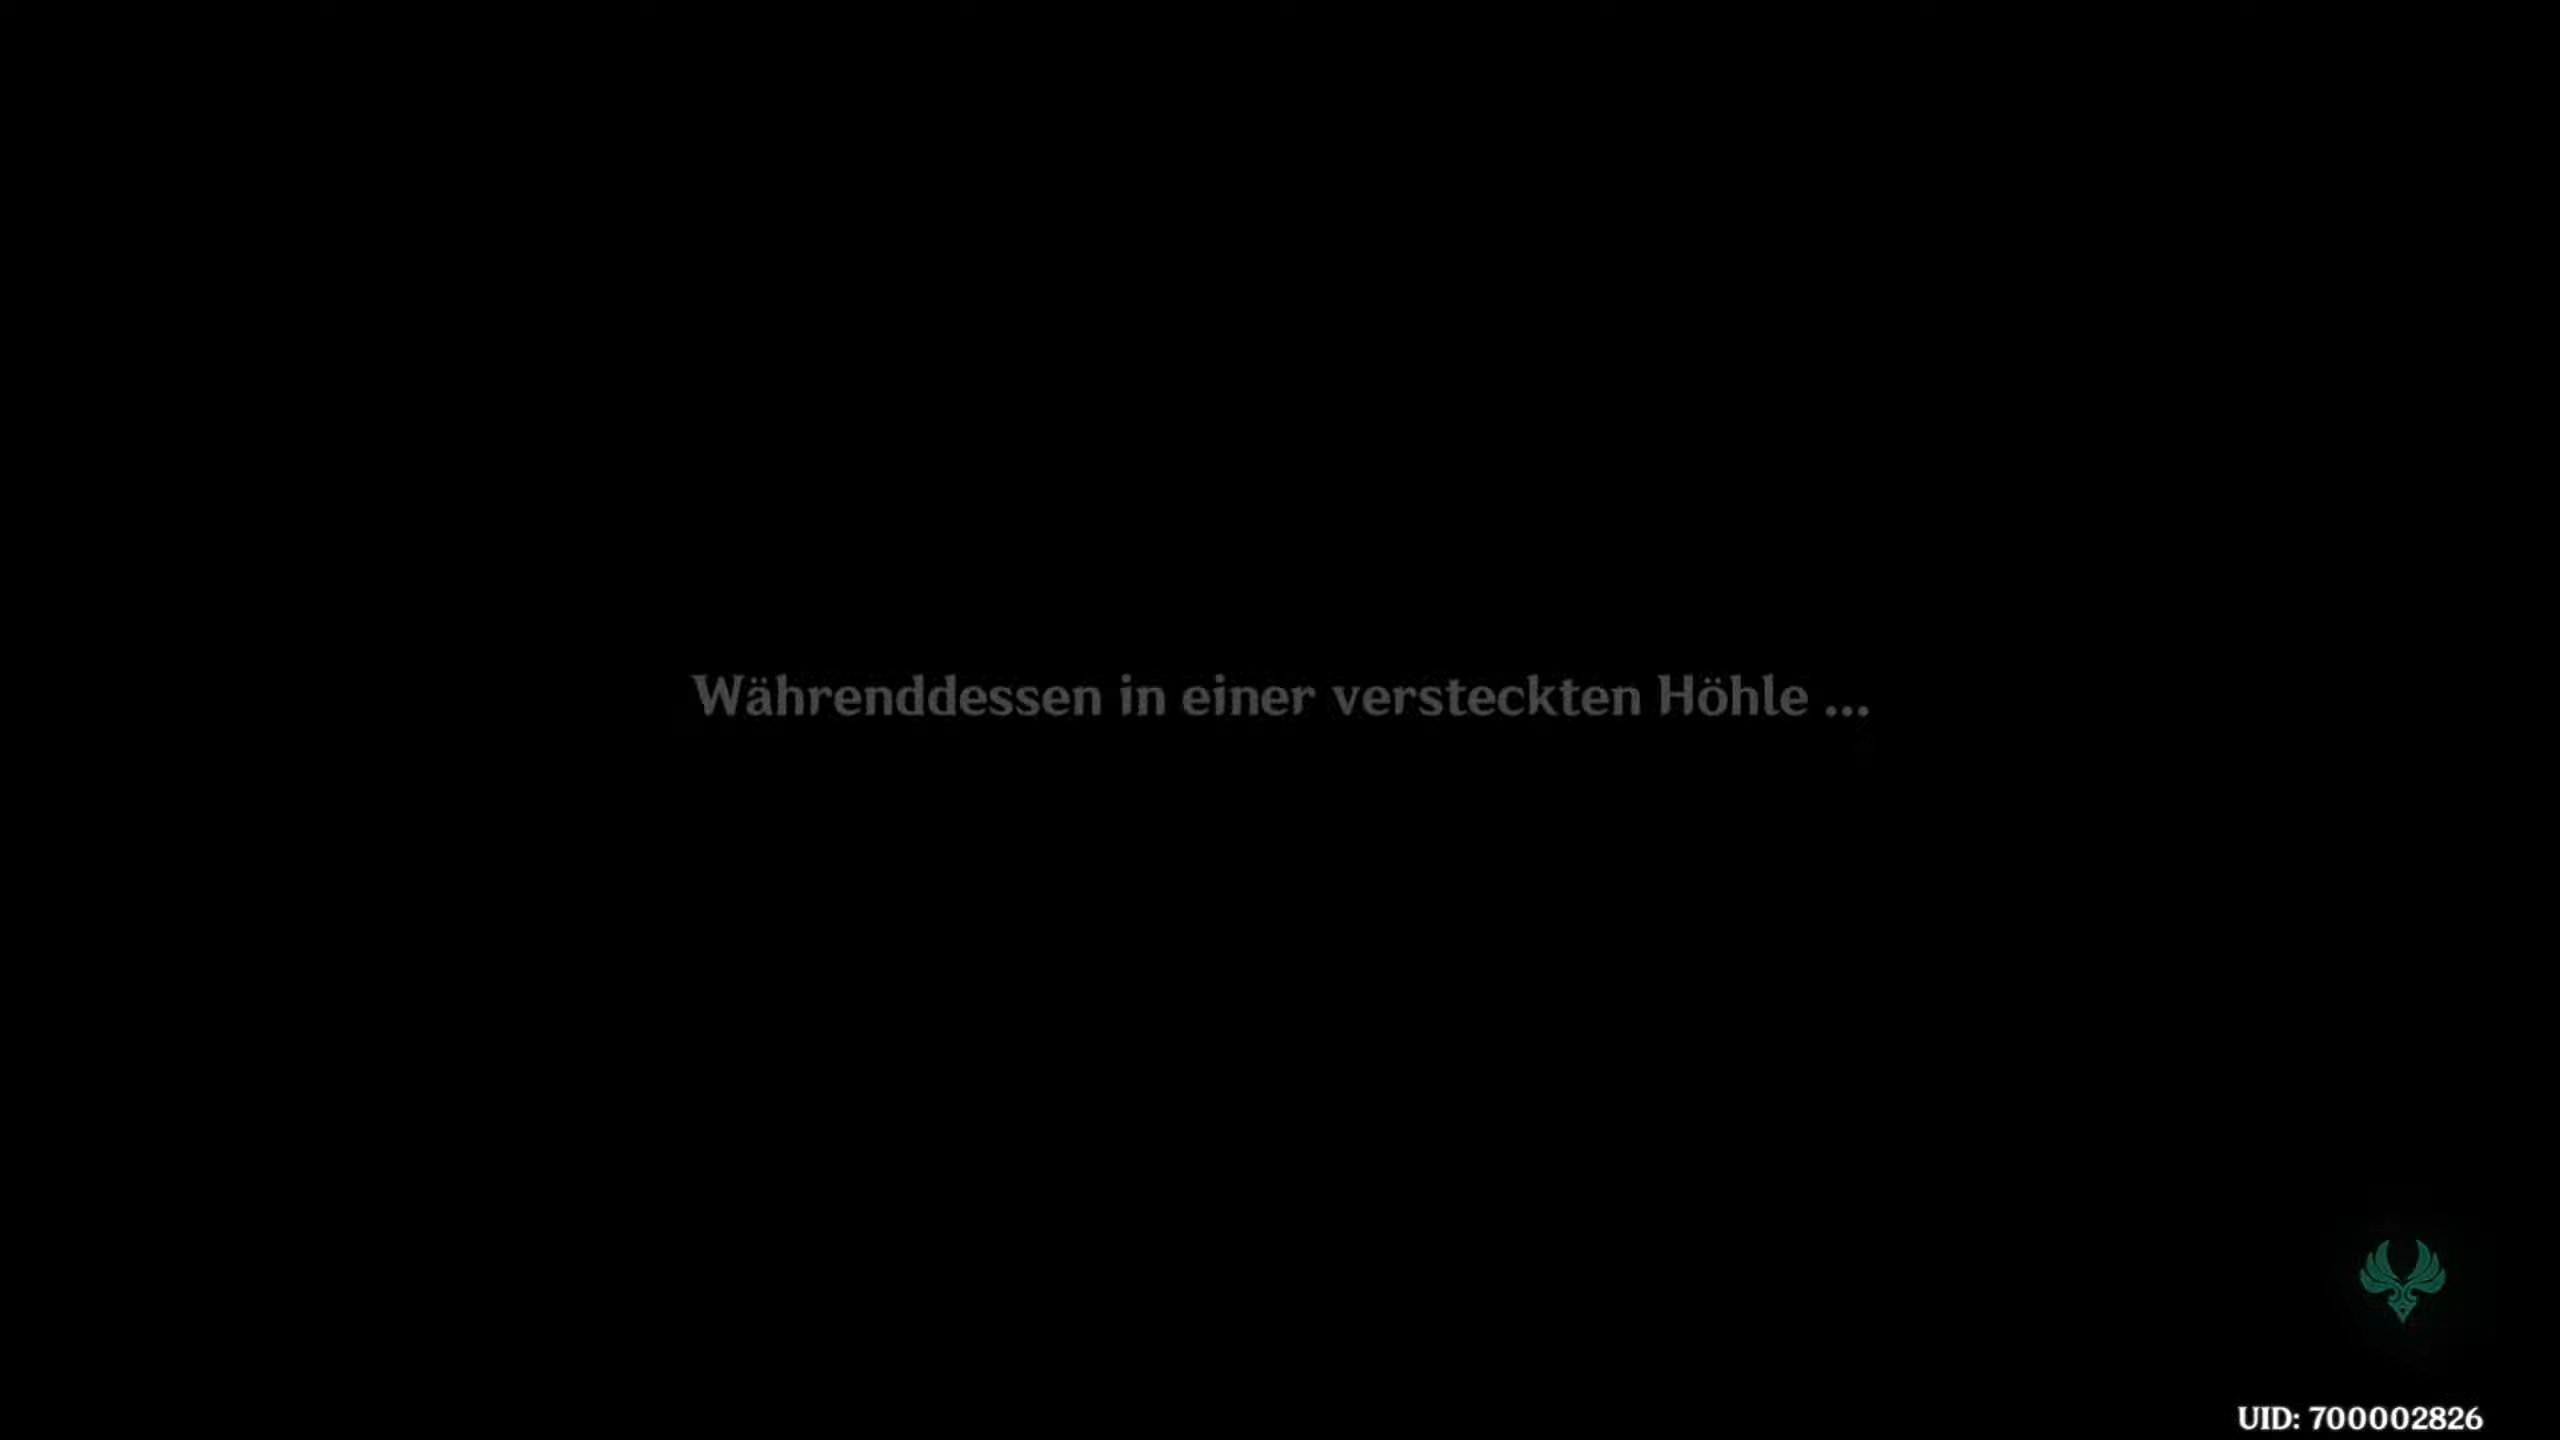 Währenddessen in einer versteckten Höhle ...
UID: 700002826